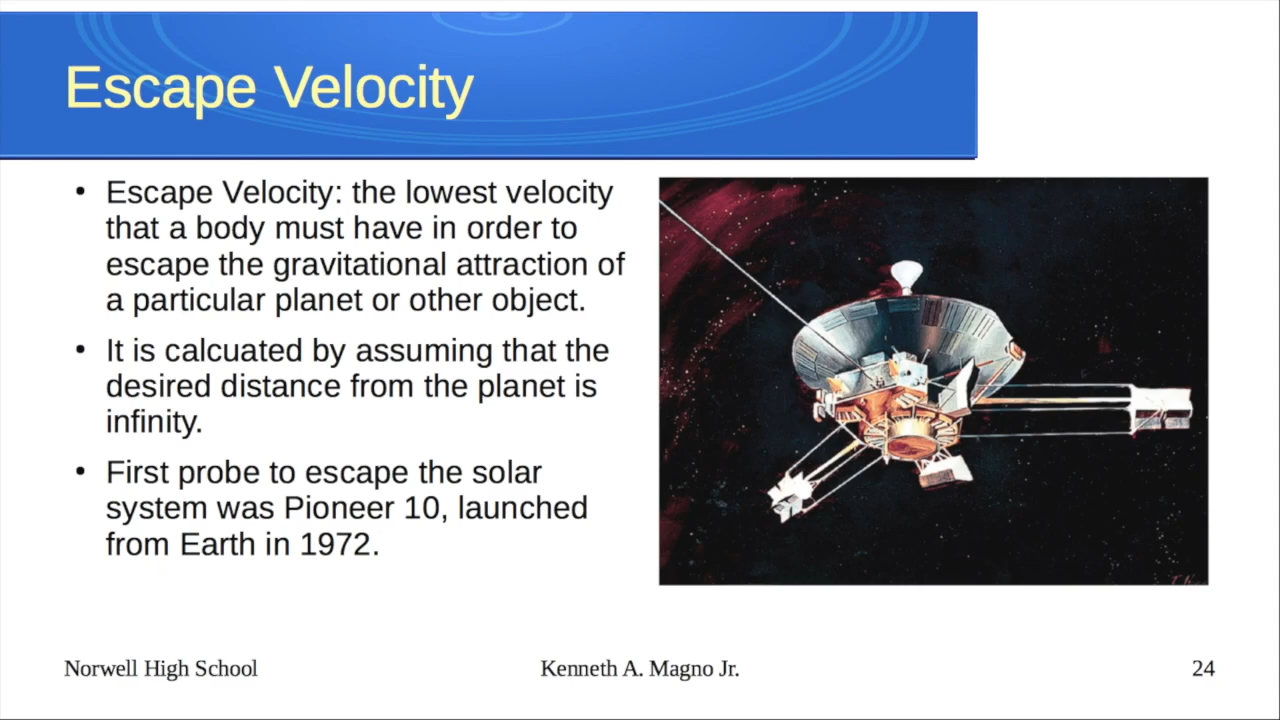 Escape Velocity
• Escape Velocity: the lowest velocity
that a body must have in order to
escape the gravitational attraction of
a particular planet or other object.
• It is calcuated by assuming that the
desired distance from the planet is
infinity.
• First probe to escape the solar
system was Pioneer 10, launched
from Earth in 1972.
Norwell High School
Kenneth A. Magno Jr.
24